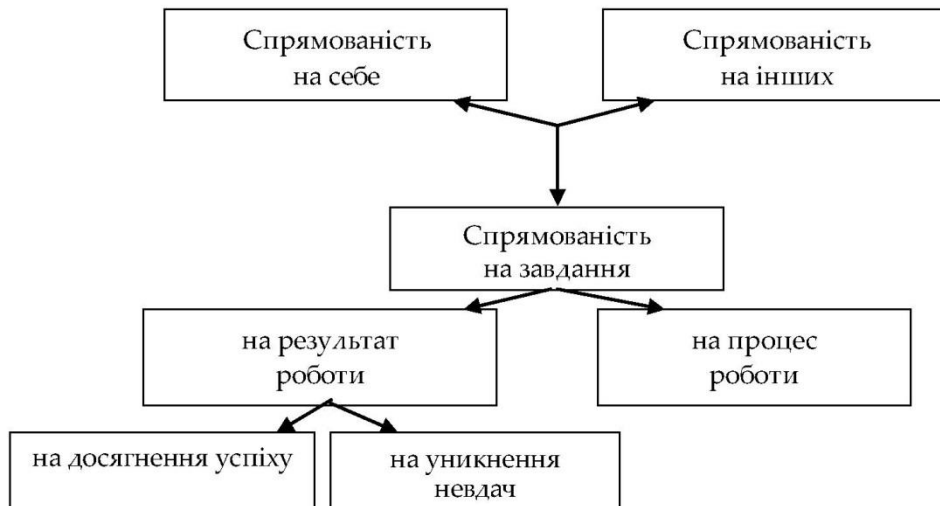 Спрямованість
на себе
Спрямованість
на інших
Спрямованість
на завдання
на результат
роботи
на процес
роботи
на досягнення успіху
на уникнення
невдач